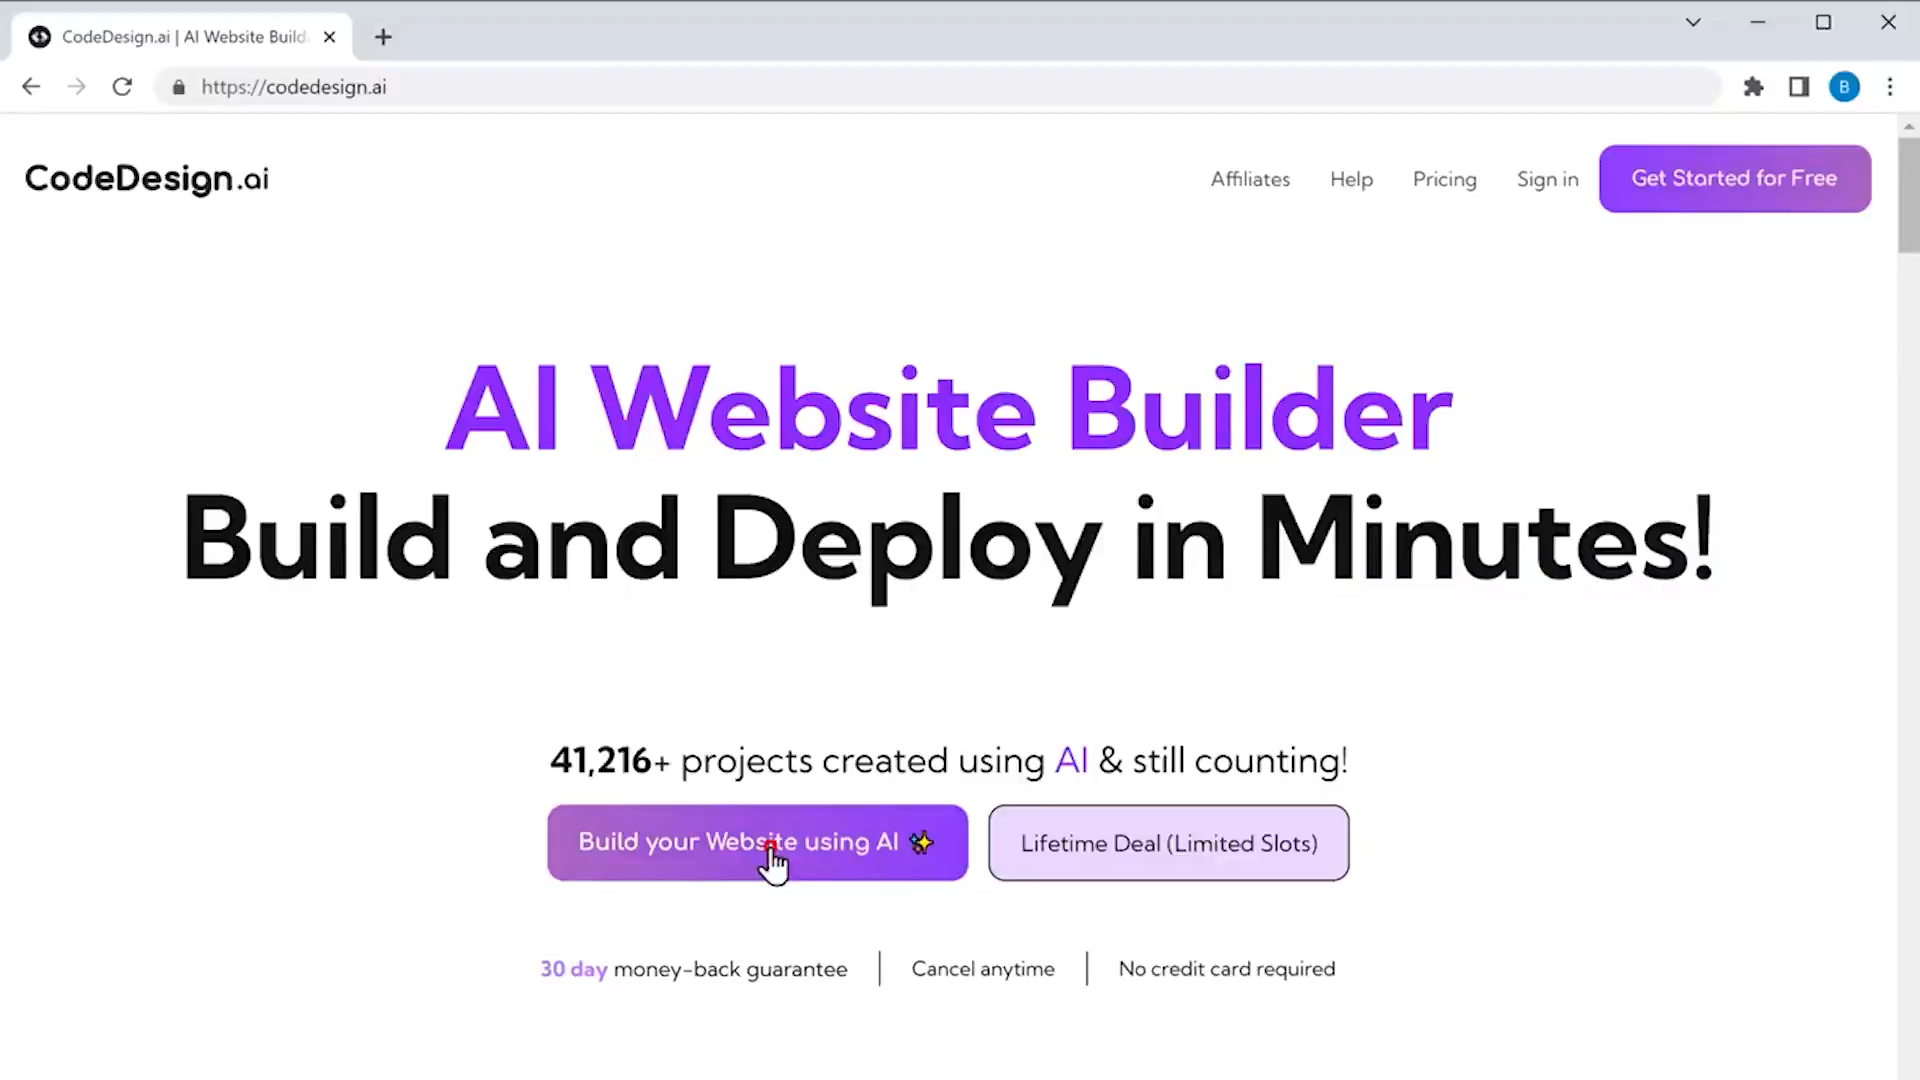 CodeDesign.ai | AI Website Build
https://codedesign.ai
B
CodeDesign.ai
Affiliates
Help
Pricing
Sign in
Get Started for Free
AI Website Builder
Build and Deploy in Minutes!
41,216+ projects created using AI & still counting!
Build your Website using AI ✨
Lifetime Deal (Limited Slots)
30 day money-back guarantee
Cancel anytime
No credit card required